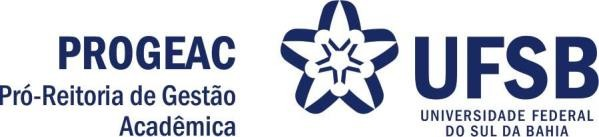 PROGEAC
Pró-Reitoria de Gestão
Acadêmica
UFSB
UNIVERSIDADE FEDERAL
DO SUL DA BAHIA